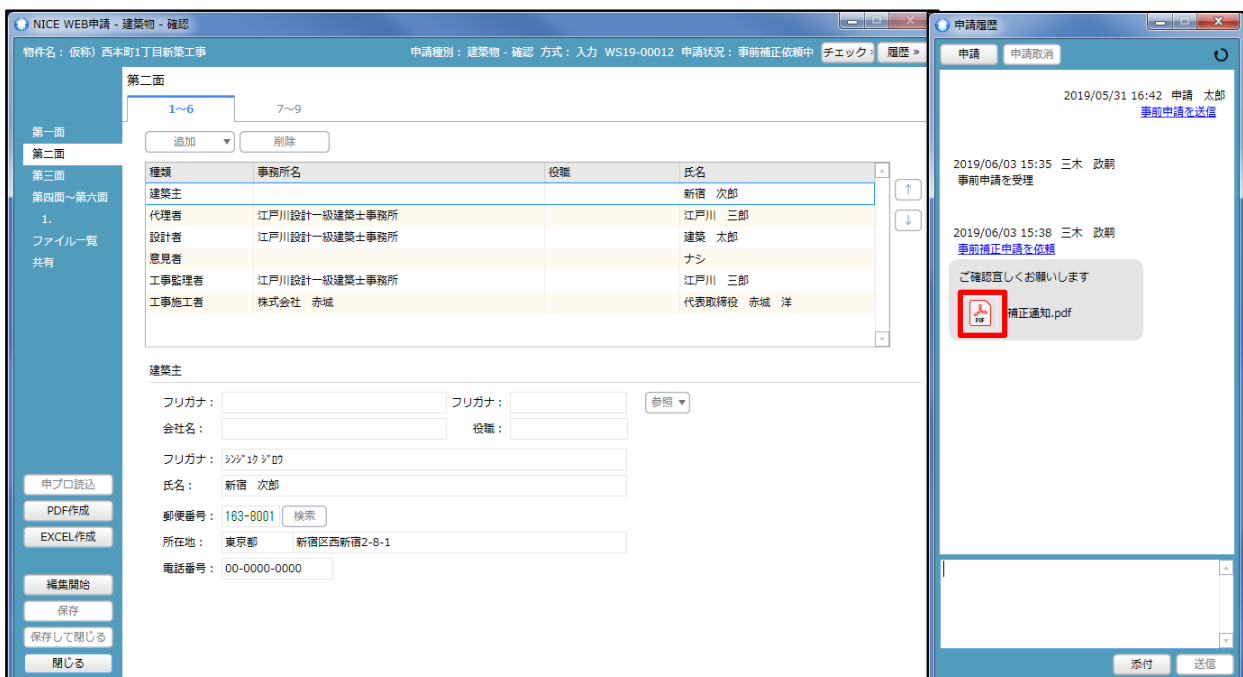 NICE WEB申請 - 建築物 - 確認
物件名： 仮称）西本町1丁目新築工事
申請種別： 建築物 - 確認 方式： 入力 WS19-00012 申請状況： 事前補正依頼中 チェック » 履歴 »
第一面
第二面
第三面
第四面～第六面
1.
ファイル一覧
共有
申プロ読込
PDF作成
EXCEL作成
編集開始
保存
保存して閉じる
閉じる
第二面
1～6 7～9
追加 ▼ 削除
種類 事務所名 役職 氏名
建築主 新宿 次郎
代理者 江戸川設計一級建築士事務所 江戸川 三郎
設計者 江戸川設計一級建築士事務所 建築 太郎
意見者 ナシ
工事監理者 江戸川設計一級建築士事務所 江戸川 三郎
工事施工者 株式会社 赤城 代表取締役 赤城 洋
↑
↓
建築主
フリガナ： フリガナ： 参照 ▼
会社名： 役職：
フリガナ： ｼﾝｼﾞｭｸ ｼﾞﾛｳ
氏名： 新宿 次郎
郵便番号： 163-8001 検索
所在地： 東京都 新宿区西新宿2-8-1
電話番号： 00-0000-0000
申請履歴
申請 申請取消
2019/05/31 16:42 申請 太郎
事前申請を送信
2019/06/03 15:35 三木 政嗣
事前申請を受理
2019/06/03 15:38 三木 政嗣
事前補正申請を依頼
ご確認宜しくお願いします
PDF 補正通知.pdf
添付 送信